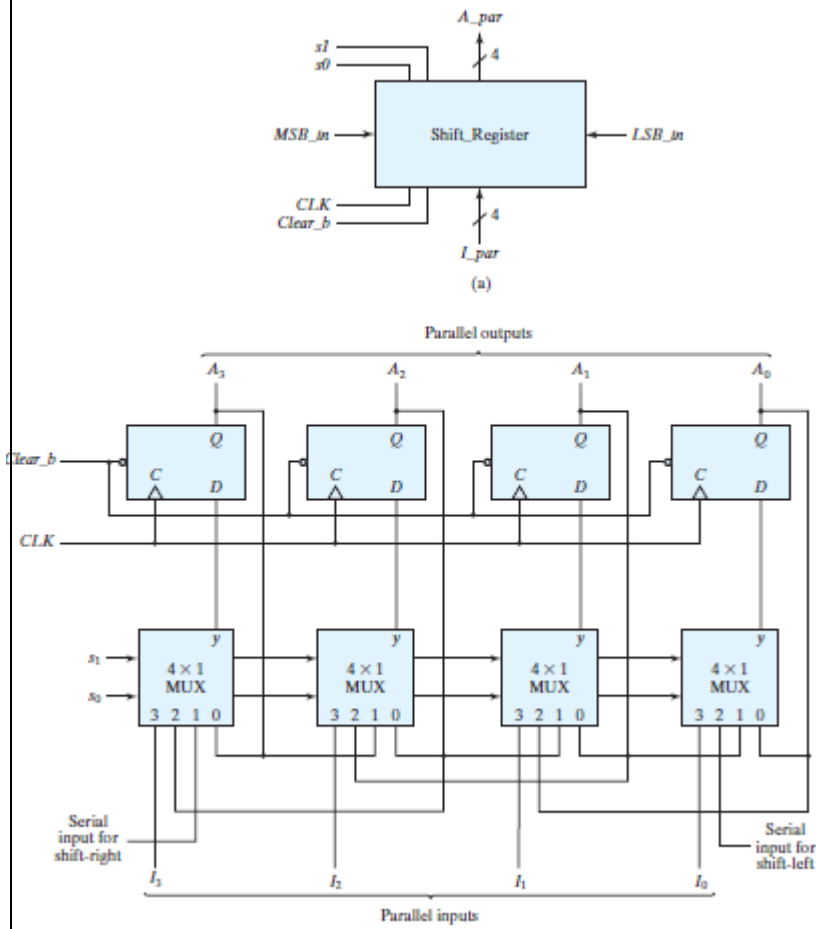 A_par
s1
4
s0
MSB_in
Shift_Register
LSB_in
CLK
Clear_b
4
I_par
(a)
Parallel outputs
A3 A2 A1 A0
Q Q Q Q
Clear_b
C D C D C D C D
CLK
y y y y
s1
4 × 1 4 × 1 4 × 1 4 × 1
MUX MUX MUX MUX
s0
3 2 1 0 3 2 1 0 3 2 1 0 3 2 1 0
Serial
input for
shift-right
Serial
input for
shift-left
I3 I2 I1 I0
Parallel inputs